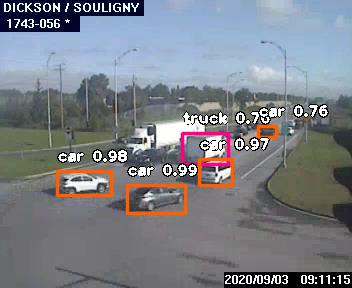 DICKSON / SOULIGNY
1743-056 *
car 0.76
truck 0.76
car 0.97
car 0.98
car 0.99
2020/09/03 09:11:15